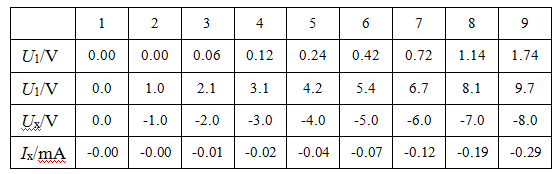 1 2 3 4 5 6 7 8 9
U1/V 0.00 0.00 0.06 0.12 0.24 0.42 0.72 1.14 1.74
U1/V 0.0 1.0 2.1 3.1 4.2 5.4 6.7 8.1 9.7
Ux/V 0.0 -1.0 -2.0 -3.0 -4.0 -5.0 -6.0 -7.0 -8.0
Ix/mA -0.00 -0.00 -0.01 -0.02 -0.04 -0.07 -0.12 -0.19 -0.29